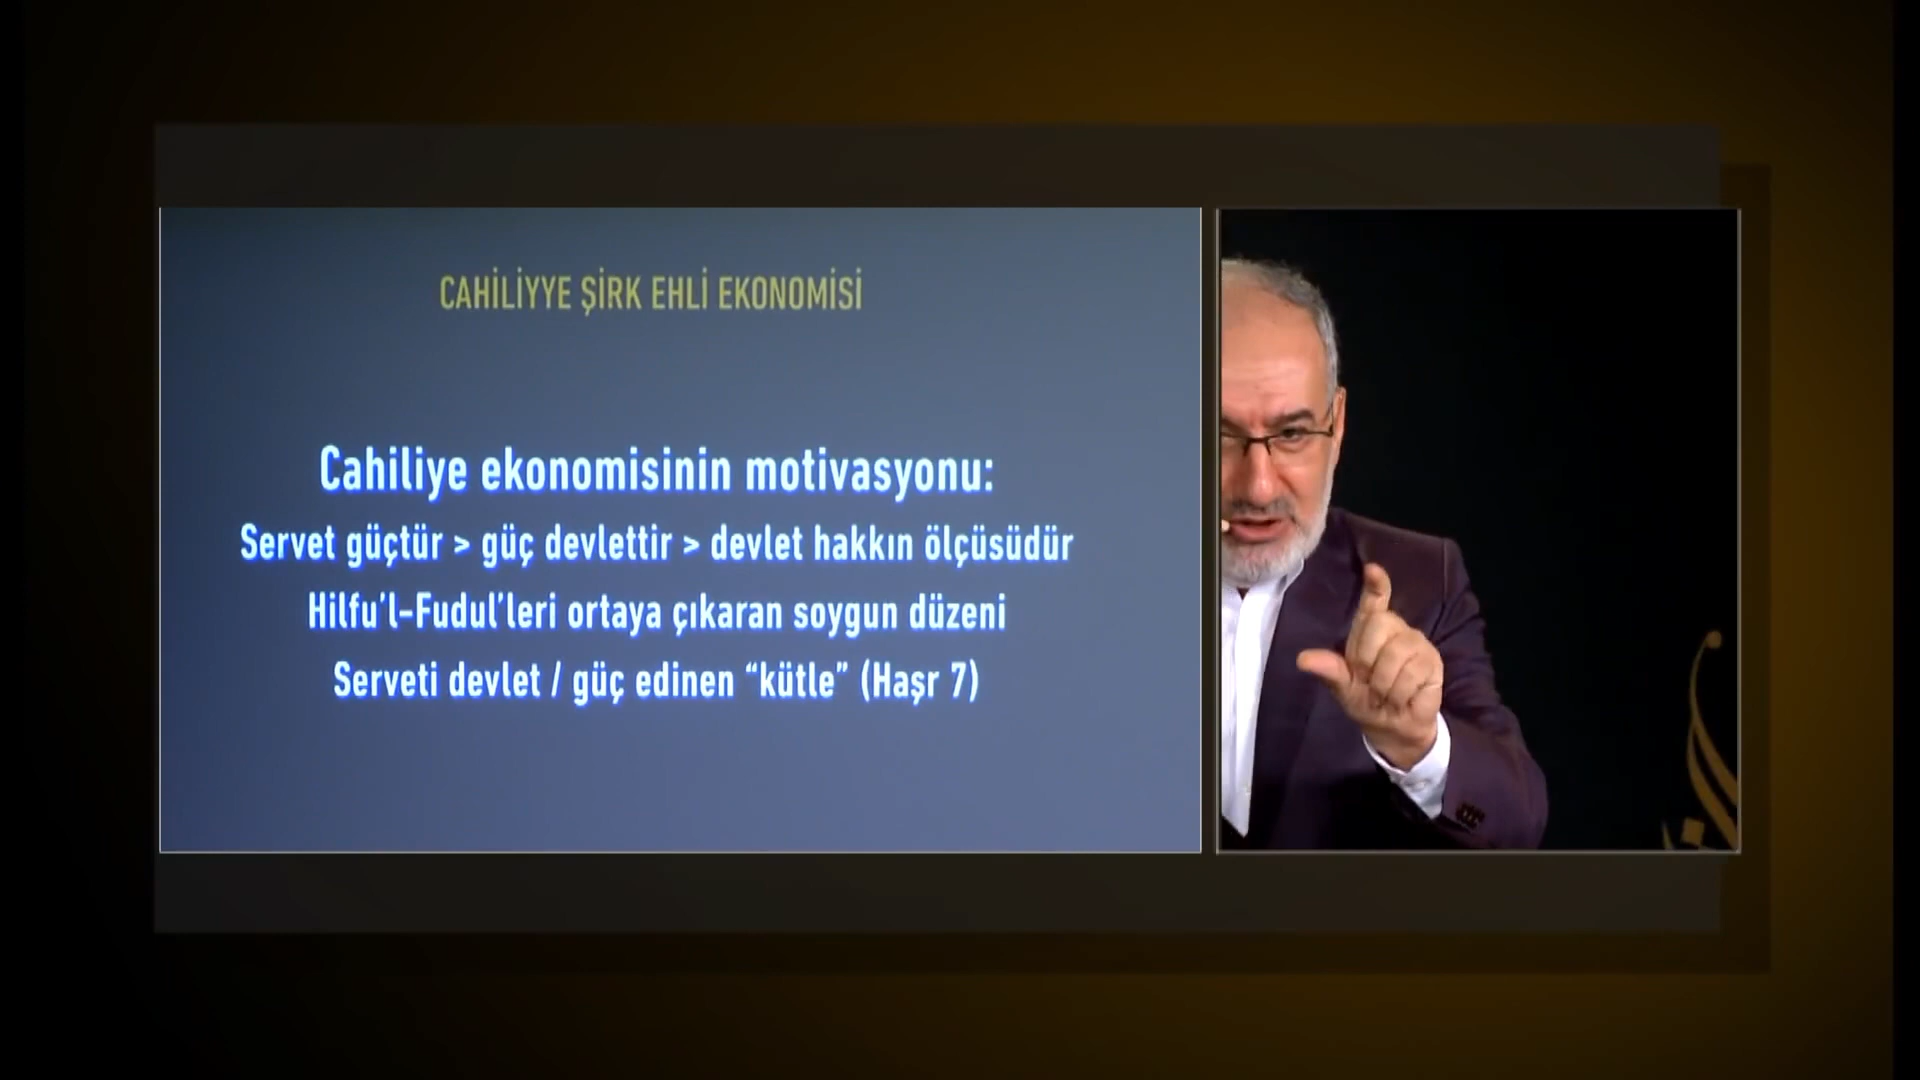 CAHİLİYYE ŞİRK EHLİ EKONOMİSİ
Cahiliye ekonomisinin motivasyonu:
Servet güçtür > güç devlettir > devlet hakkın ölçüsüdür
Hilfu’l-Fudul’leri ortaya çıkaran soygun düzeni
Serveti devlet / güç edinen “kütle” (Haşr 7)